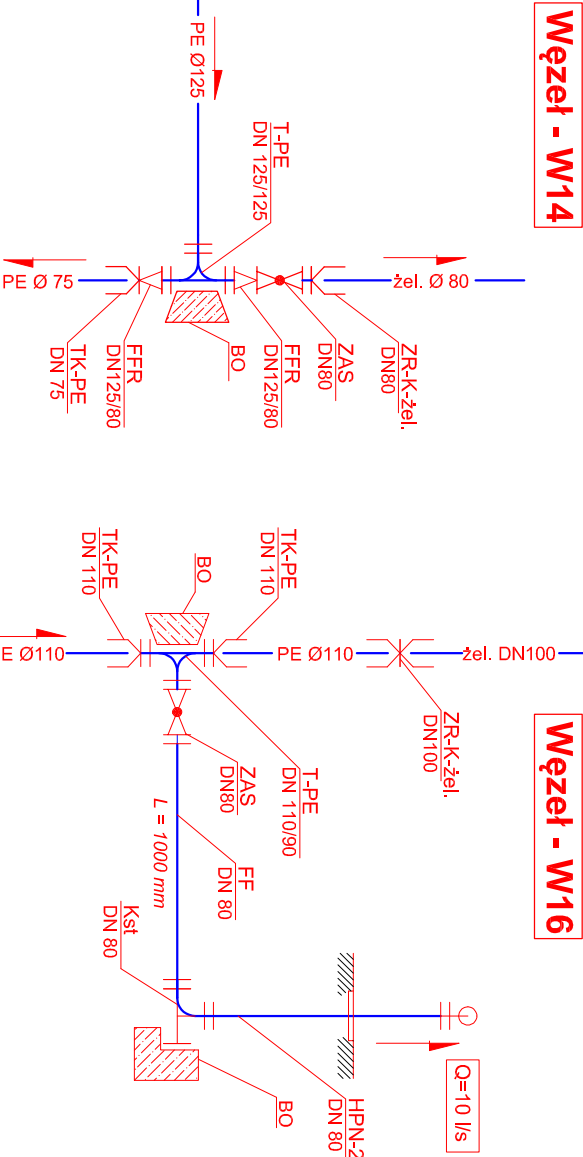 Węzeł - W14
PE Ø125
T-PE
DN 125/125
PE Ø 75
żel. Ø 80
TK-PE
DN 75
FFR
DN125/80
BO
FFR
DN125/80
ZAS
DN80
ZR-K-żel.
DN80
Węzeł - W16
TK-PE
DN 110
BO
TK-PE
DN 110
E Ø110
PE Ø110
żel. DN100
ZR-K-żel.
DN100
T-PE
DN 110/90
ZAS
DN80
FF
DN 80
L = 1000 mm
Kst
DN 80
BO
HPN-2
DN 80
Q=10 l/s